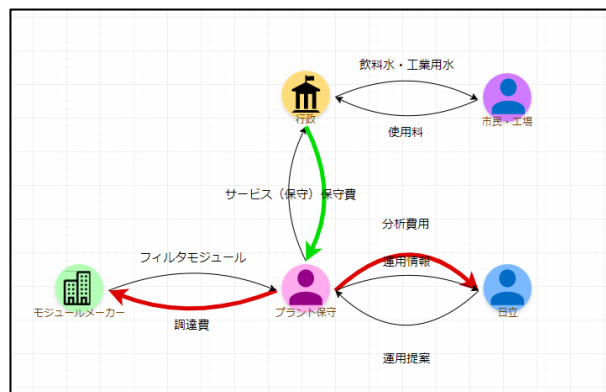 飲料水・工業用水
行政
市民・工場
使用料
サービス（保守）保守費
分析費用
フィルタモジュール
運用情報
モジュールメーカー
プラント保守
日立
調達費
運用提案